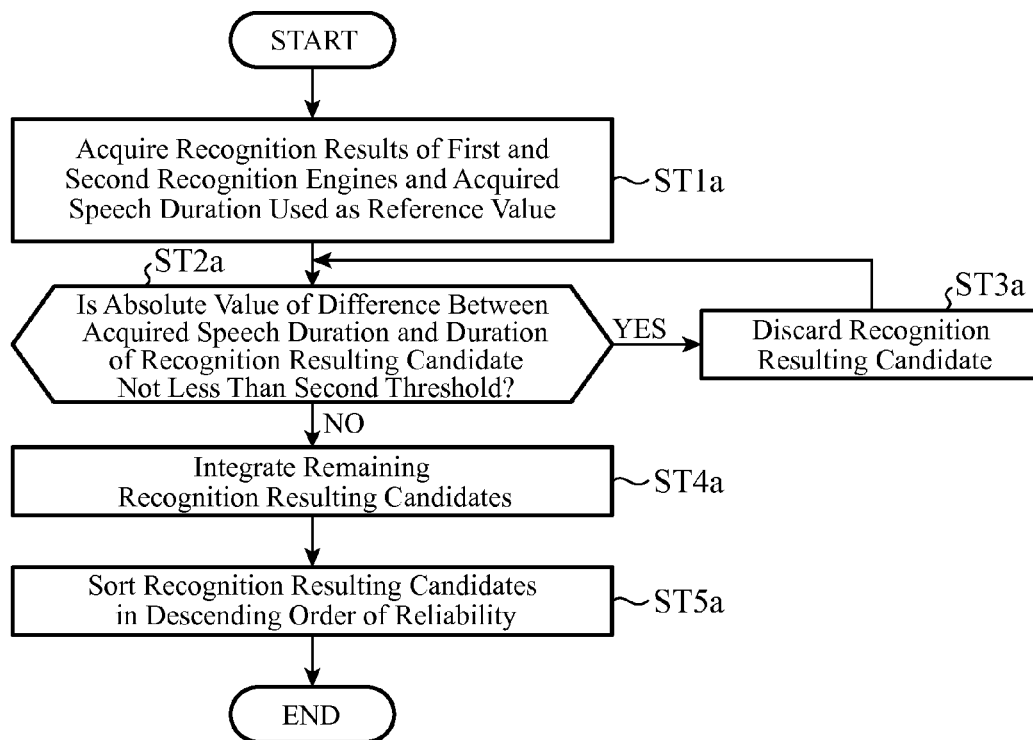 START
Acquire Recognition Results of First and
Second Recognition Engines and Acquired
Speech Duration Used as Reference Value
ST1a
ST2a
Is Absolute Value of Difference Between
Acquired Speech Duration and Duration
of Recognition Resulting Candidate
Not Less Than Second Threshold?
YES
ST3a
Discard Recognition
Resulting Candidate
NO
Integrate Remaining
Recognition Resulting Candidates
ST4a
Sort Recognition Resulting Candidates
in Descending Order of Reliability
ST5a
END